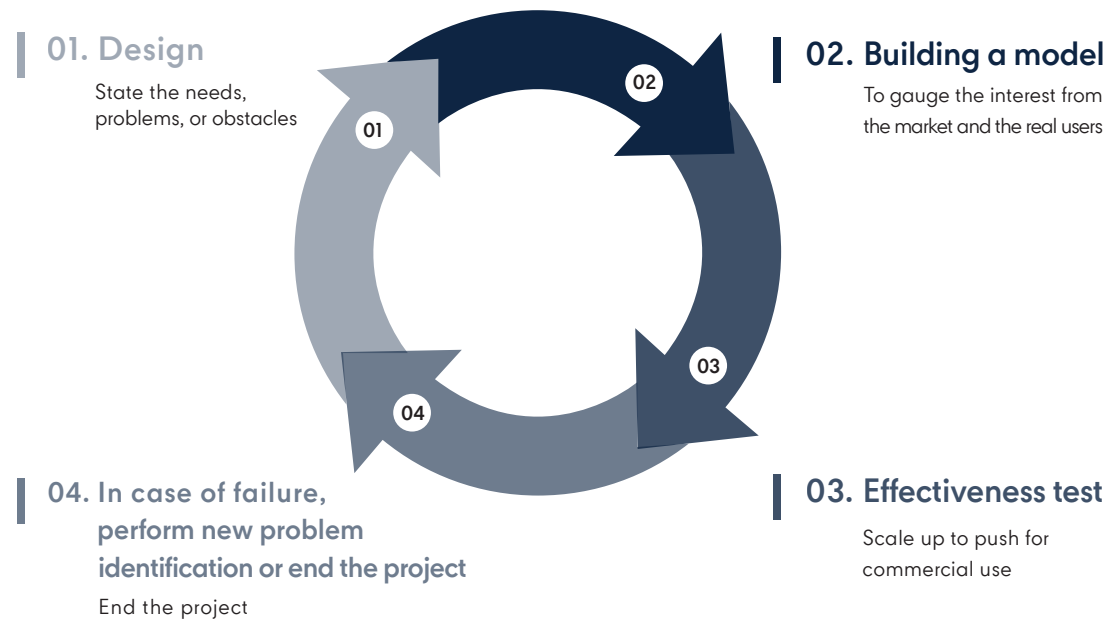 01. Design
State the needs,
problems, or obstacles
02. Building a model
To gauge the interest from
the market and the real users
01
02
03
04
03. Effectiveness test
Scale up to push for
commercial use
04. In case of failure,
perform new problem
identification or end the project
End the project